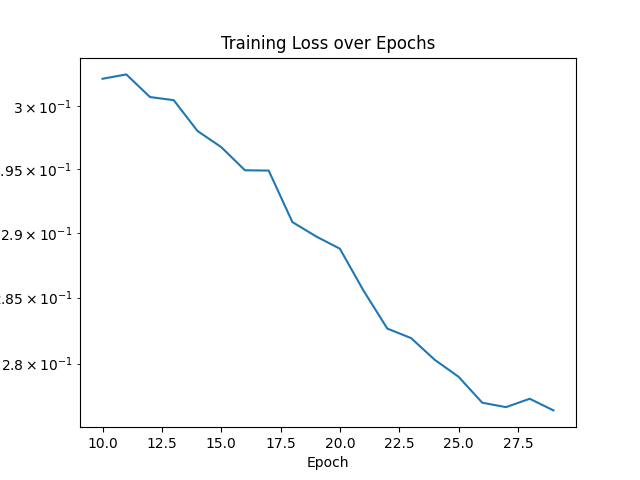 Training Loss over Epochs
3 × 10⁻¹
.95 × 10⁻¹
2.9 × 10⁻¹
.85 × 10⁻¹
2.8 × 10⁻¹
10.0 12.5 15.0 17.5 20.0 22.5 25.0 27.5
Epoch